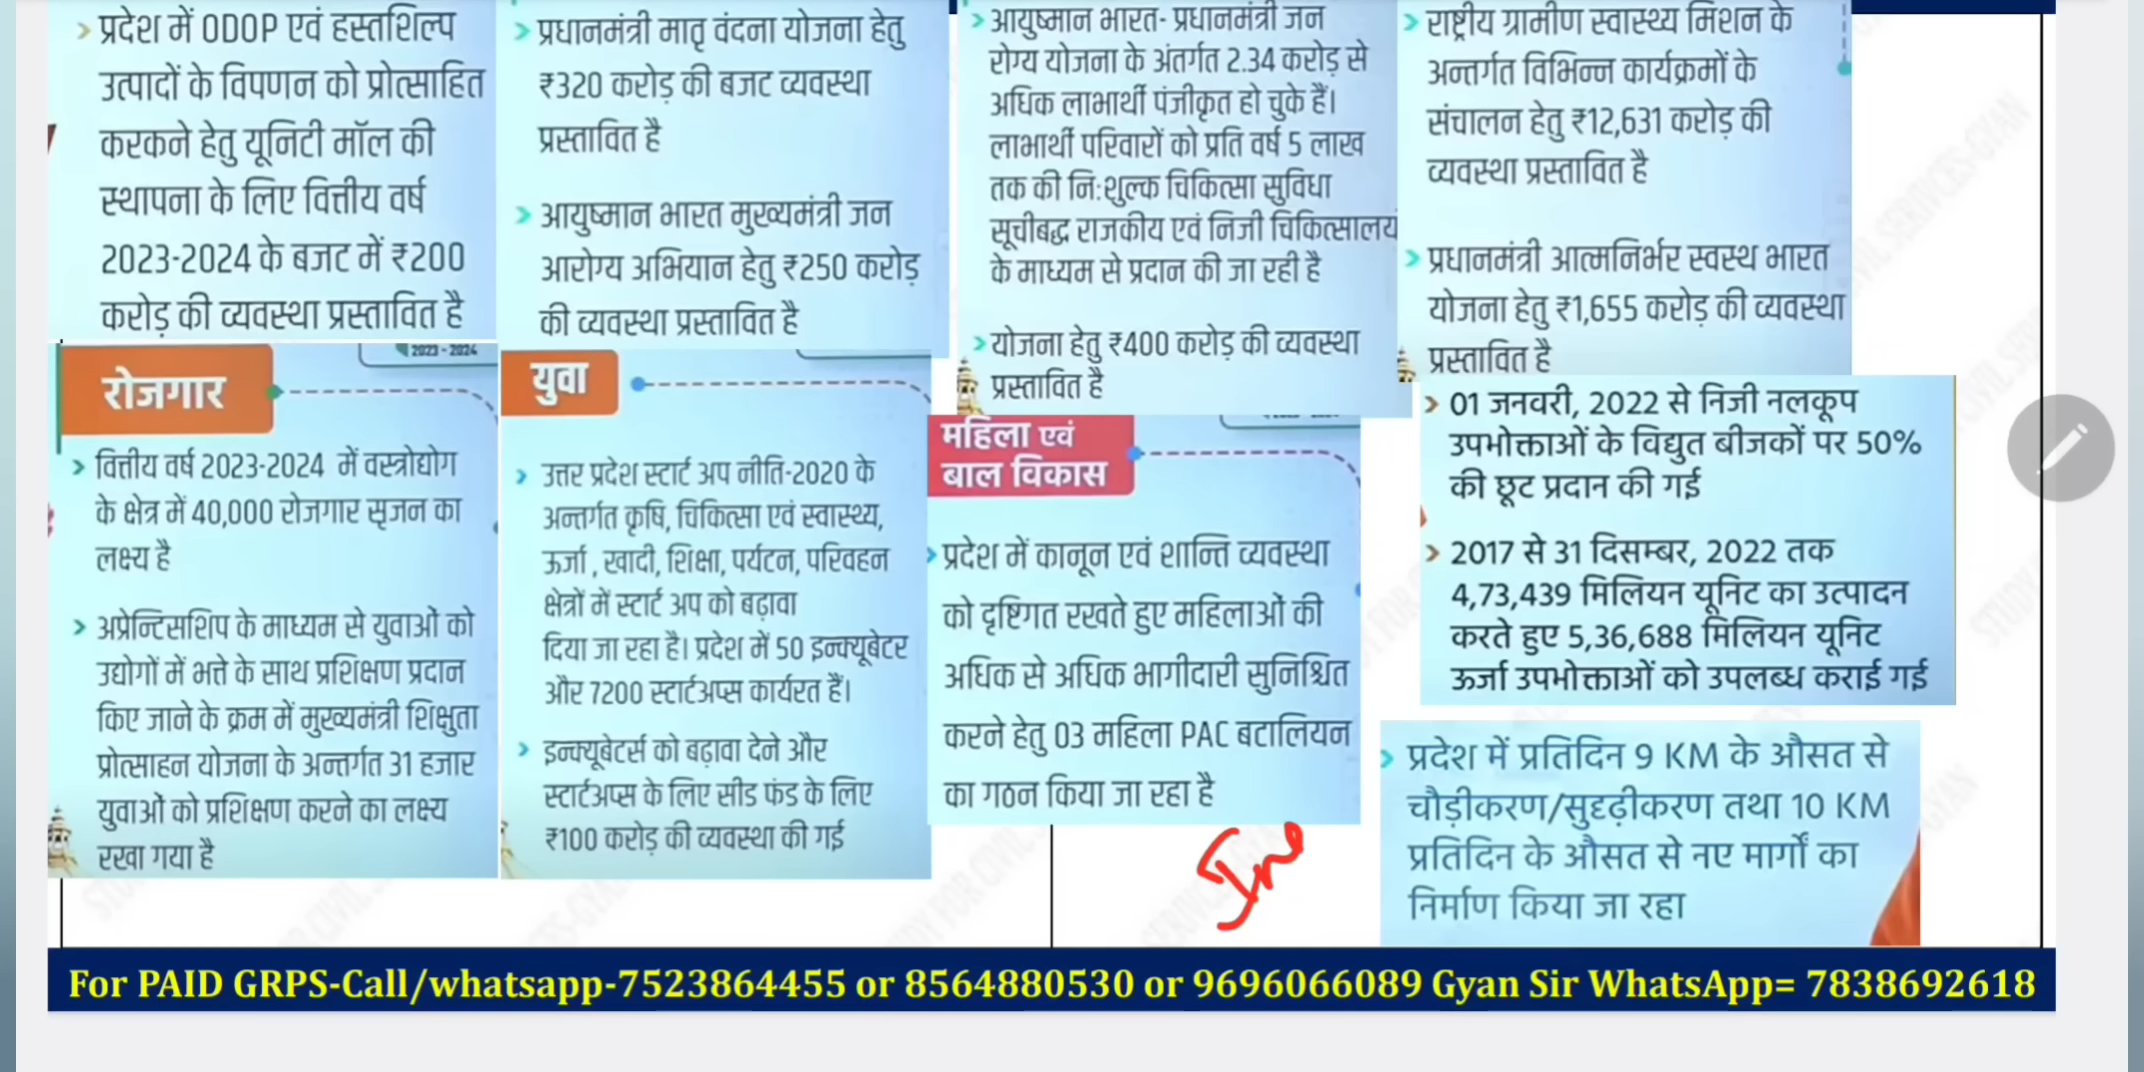 प्रदेश में ODOP एवं हस्तशिल्प
उत्पादों के विपणन को प्रोत्साहित
करकने हेतु यूनिटी मॉल की
स्थापना के लिए वित्तीय वर्ष
2023-2024 के बजट में ₹200
करोड़ की व्यवस्था प्रस्तावित है
प्रधानमंत्री मातृ वंदना योजना हेतु
₹320 करोड़ की बजट व्यवस्था
प्रस्तावित है
आयुष्मान भारत मुख्यमंत्री जन
आरोग्य अभियान हेतु ₹250 करोड़
की व्यवस्था प्रस्तावित है
आयुष्मान भारत- प्रधानमंत्री जन
रोग्य योजना के अंतर्गत 2.34 करोड़ से
अधिक लाभार्थी पंजीकृत हो चुके हैं।
लाभार्थी परिवारों को प्रति वर्ष 5 लाख
तक की नि:शुल्क चिकित्सा सुविधा
सूचीबद्ध राजकीय एवं निजी चिकित्सालय
के माध्यम से प्रदान की जा रही है
योजना हेतु ₹400 करोड़ की व्यवस्था
प्रस्तावित है
राष्ट्रीय ग्रामीण स्वास्थ्य मिशन के
अन्तर्गत विभिन्न कार्यक्रमों के
संचालन हेतु ₹12,631 करोड़ की
व्यवस्था प्रस्तावित है
प्रधानमंत्री आत्मनिर्भर स्वस्थ भारत
योजना हेतु ₹1,655 करोड़ की व्यवस्था
प्रस्तावित है
2023-2024
रोजगार
वित्तीय वर्ष 2023-2024 में वस्त्रोद्योग
के क्षेत्र में 40,000 रोजगार सृजन का
लक्ष्य है
अप्रेन्टिसशिप के माध्यम से युवाओं को
उद्योगों में भत्ते के साथ प्रशिक्षण प्रदान
किए जाने के क्रम में मुख्यमंत्री शिक्षुता
प्रोत्साहन योजना के अन्तर्गत 31 हजार
युवाओं को प्रशिक्षण करने का लक्ष्य
रखा गया है
युवा
उत्तर प्रदेश स्टार्ट अप नीति-2020 के
अन्तर्गत कृषि, चिकित्सा एवं स्वास्थ्य,
ऊर्जा , खादी, शिक्षा, पर्यटन, परिवहन
क्षेत्रों में स्टार्ट अप को बढ़ावा
दिया जा रहा है। प्रदेश में 50 इन्क्यूबेटर
और 7200 स्टार्टअप्स कार्यरत हैं।
इन्क्यूबेटर्स को बढ़ावा देने और
स्टार्टअप्स के लिए सीड फंड के लिए
₹100 करोड़ की व्यवस्था की गई
महिला एवं
बाल विकास
प्रदेश में कानून एवं शान्ति व्यवस्था
को दृष्टिगत रखते हुए महिलाओं की
अधिक से अधिक भागीदारी सुनिश्चित
करने हेतु 03 महिला PAC बटालियन
का गठन किया जा रहा है
01 जनवरी, 2022 से निजी नलकूप
उपभोक्ताओं के विद्युत बीजकों पर 50%
की छूट प्रदान की गई
2017 से 31 दिसम्बर, 2022 तक
4,73,439 मिलियन यूनिट का उत्पादन
करते हुए 5,36,688 मिलियन यूनिट
ऊर्जा उपभोक्ताओं को उपलब्ध कराई गई
प्रदेश में प्रतिदिन 9 KM के औसत से
चौड़ीकरण/सुदृढ़ीकरण तथा 10 KM
प्रतिदिन के औसत से नए मार्गों का
निर्माण किया जा रहा
For PAID GRPS-Call/whatsapp-7523864455 or 8564880530 or 9696066089 Gyan Sir WhatsApp= 7838692618